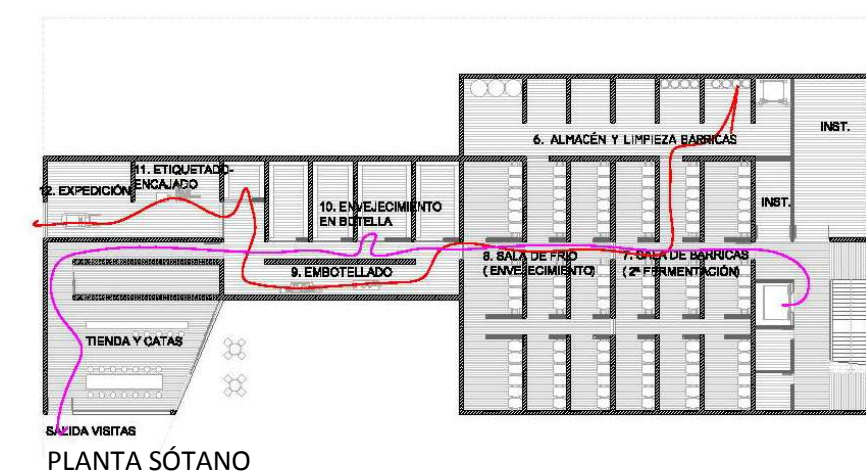 INST.
6. ALMACÉN Y LIMPIEZA BARRICAS
11. ETIQUETADO-
ENCAJADO
12. EXPEDICIÓN
INST.
10. ENVEJECIMIENTO
EN BOTELLA
8. SALA DE FRIO
(ENVEJECIMIENTO)
7. SALA DE BARRICAS
(2ª FERMENTACIÓN)
9. EMBOTELLADO
TIENDA Y CATAS
SALIDA VISITAS
PLANTA SÓTANO